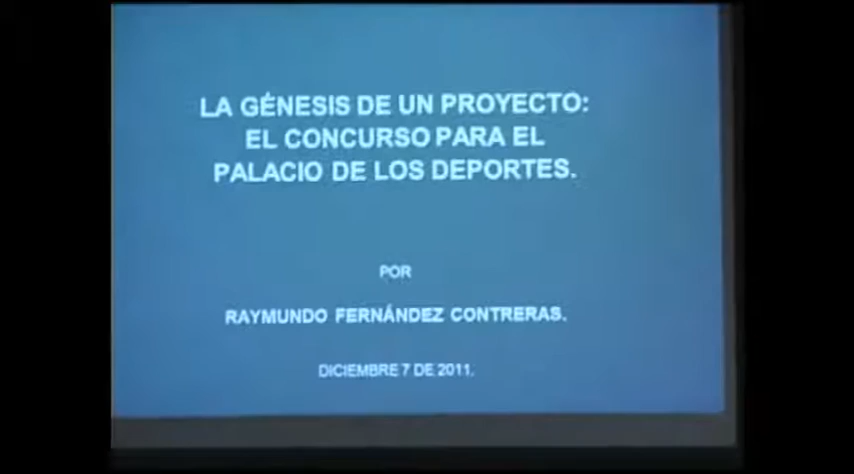 LA GÉNESIS DE UN PROYECTO:
EL CONCURSO PARA EL
PALACIO DE LOS DEPORTES.
POR
RAYMUNDO FERNÁNDEZ CONTRERAS.
DICIEMBRE 7 DE 2011.